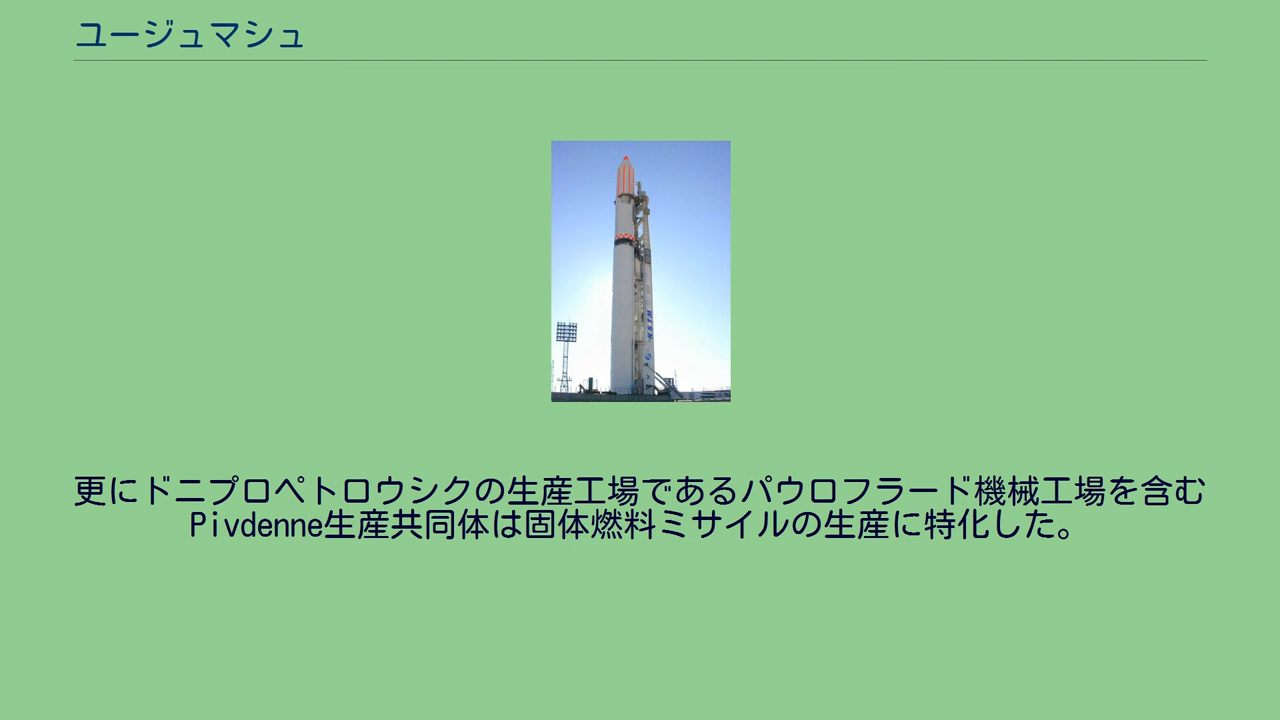 ユージュマシュ
更にドニプロペトロウシクの生産工場であるパウロフラード機械工場を含む
Pivdenne生産共同体は固体燃料ミサイルの生産に特化した。